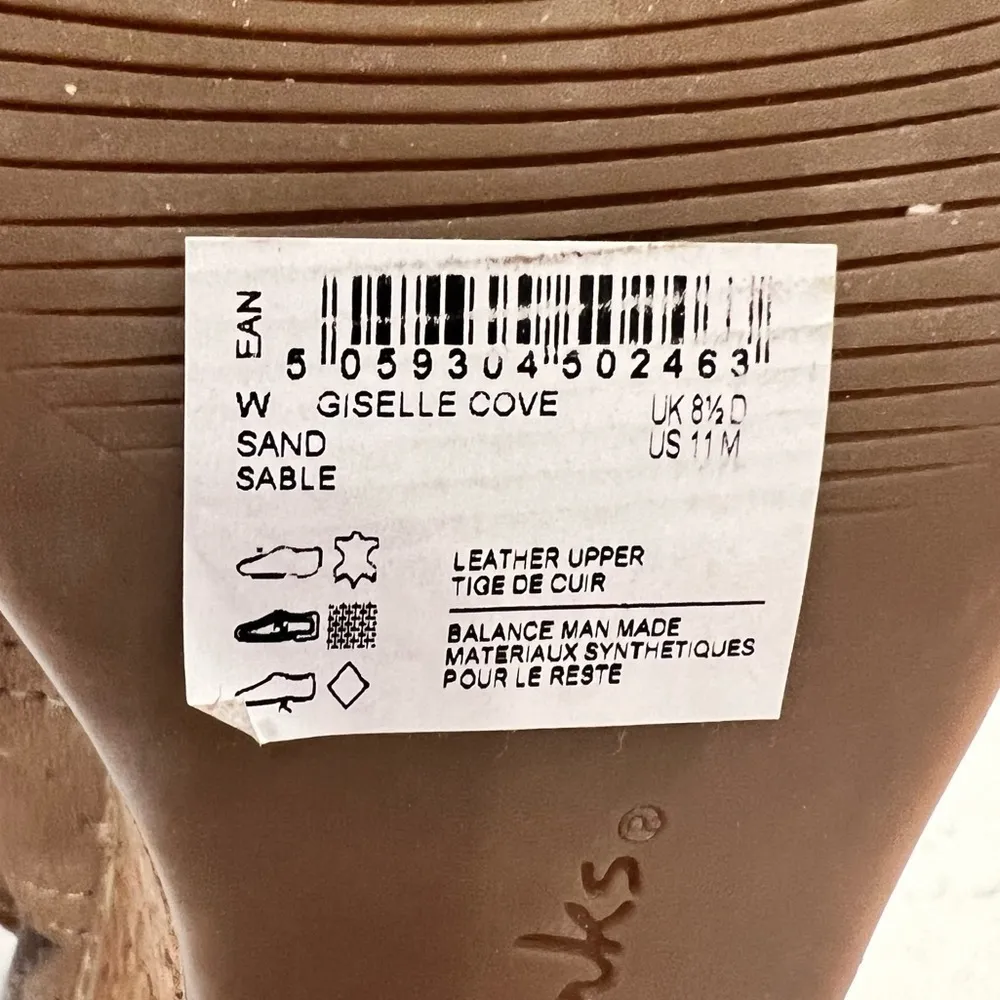 EAN
5 059304 502463
W GISELLE COVE UK 8½ D
SAND US 11 M
SABLE
LEATHER UPPER
TIGE DE CUIR
BALANCE MAN MADE
MATERIAUX SYNTHETIQUES
POUR LE RESTE
ks®